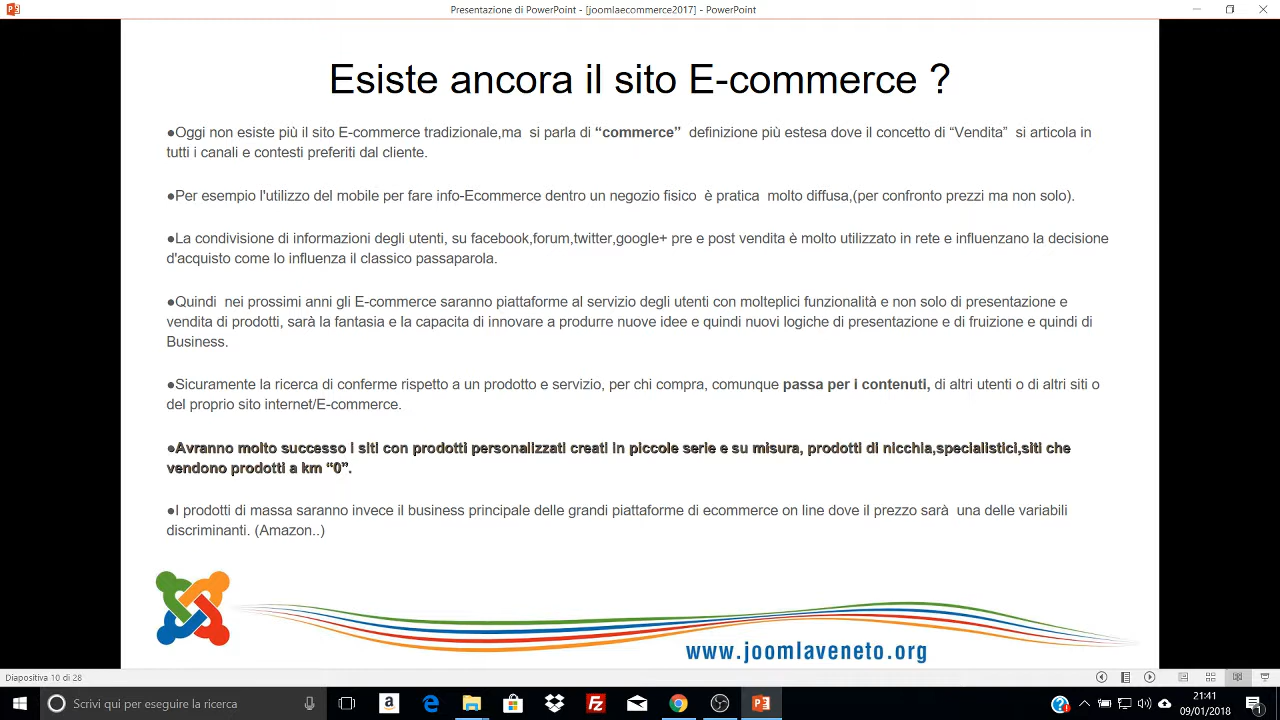 Presentazione di PowerPoint - [joomlaecommerce2017] - PowerPoint
Esiste ancora il sito E-commerce ?
●Oggi non esiste più il sito E-commerce tradizionale,ma si parla di “commerce” definizione più estesa dove il concetto di “Vendita” si articola in
tutti i canali e contesti preferiti dal cliente.
●Per esempio l'utilizzo del mobile per fare info-Ecommerce dentro un negozio fisico è pratica molto diffusa,(per confronto prezzi ma non solo).
●La condivisione di informazioni degli utenti, su facebook,forum,twitter,google+ pre e post vendita è molto utilizzato in rete e influenzano la decisione
d'acquisto come lo influenza il classico passaparola.
●Quindi nei prossimi anni gli E-commerce saranno piattaforme al servizio degli utenti con molteplici funzionalità e non solo di presentazione e
vendita di prodotti, sarà la fantasia e la capacita di innovare a produrre nuove idee e quindi nuovi logiche di presentazione e di fruizione e quindi di
Business.
●Sicuramente la ricerca di conferme rispetto a un prodotto e servizio, per chi compra, comunque passa per i contenuti, di altri utenti o di altri siti o
del proprio sito internet/E-commerce.
●Avranno molto successo i siti con prodotti personalizzati creati in piccole serie e su misura, prodotti di nicchia,specialistici,siti che
vendono prodotti a km “0”.
●I prodotti di massa saranno invece il business principale delle grandi piattaforme di ecommerce on line dove il prezzo sarà una delle variabili
discriminanti. (Amazon..)
www.joomlaveneto.org
Diapositiva 10 di 28
Scrivi qui per eseguire la ricerca
21:41
09/01/2018